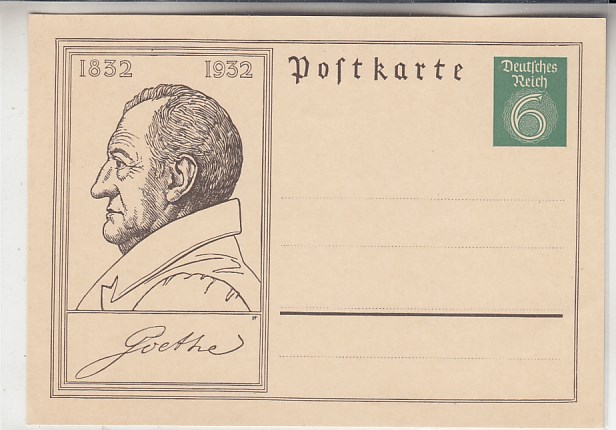 1832 1932
Goethe
Poſtkarte
Deutſches
Reich
6